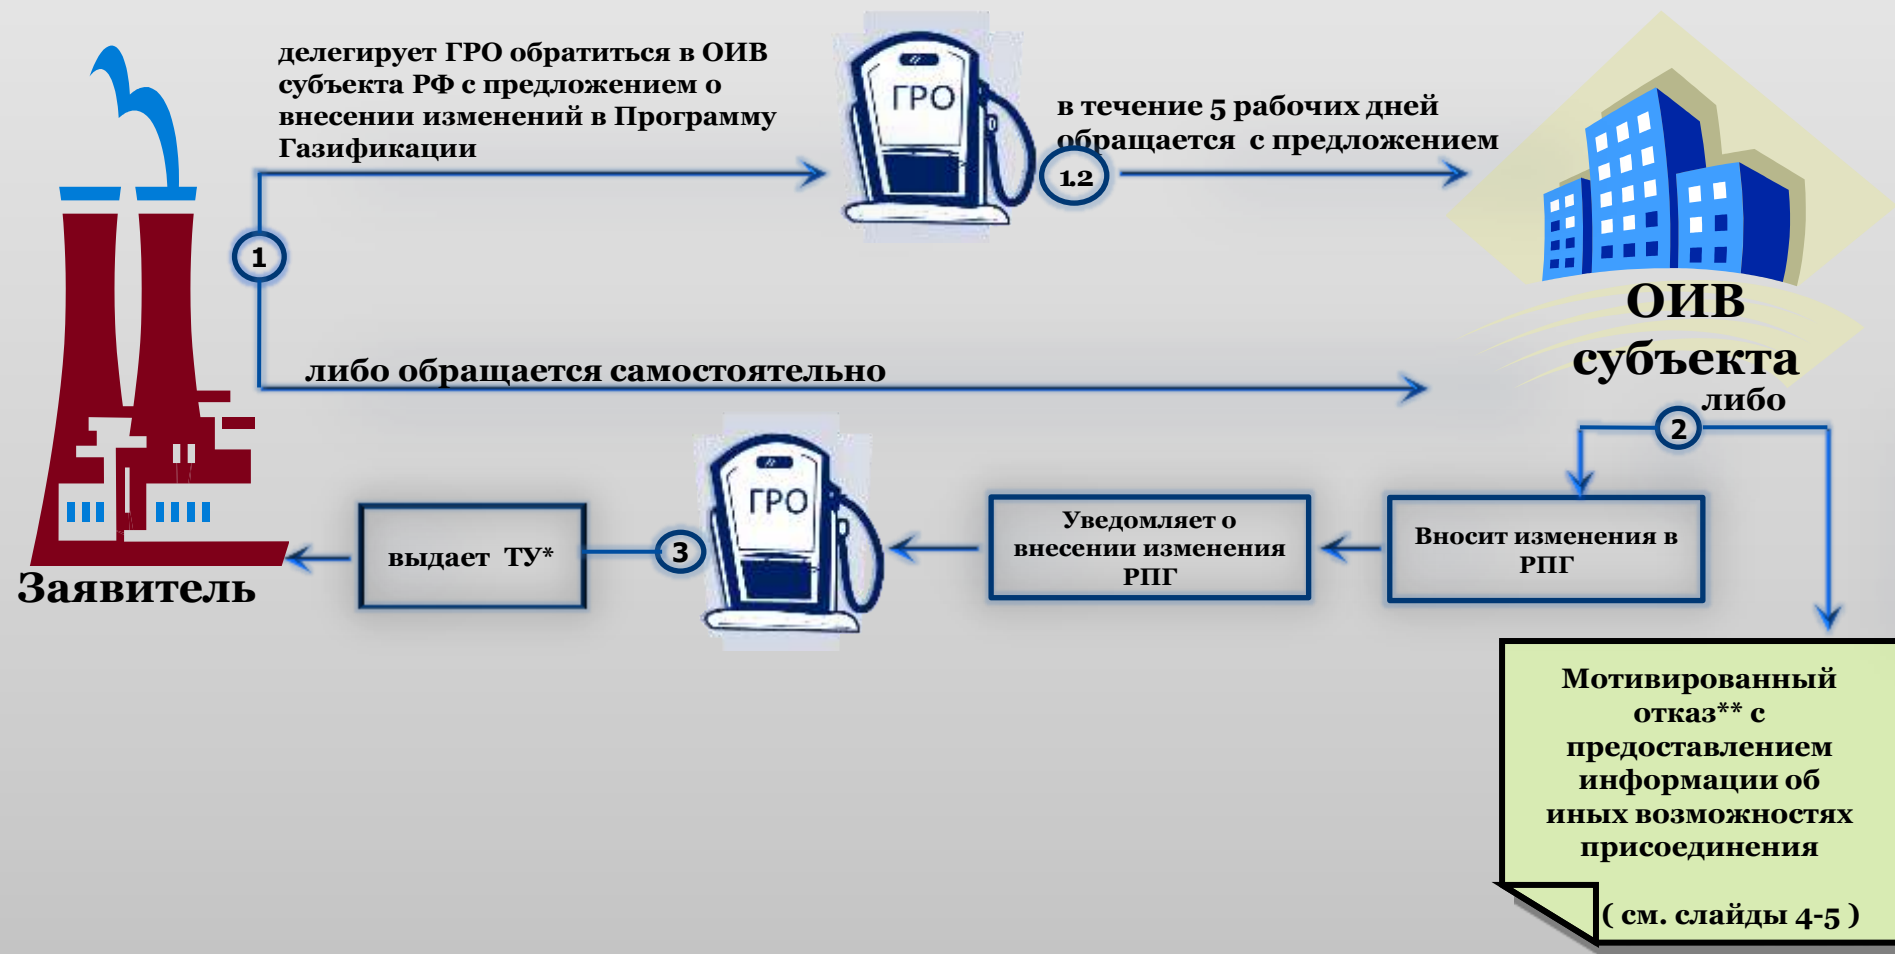 делегирует ГРО обратиться в ОИВ
субъекта РФ с предложением о
внесении изменений в Программу
Газификации
ГРО
в течение 5 рабочих дней
обращается с предложением
1.2
1
ОИВ
субъекта
либо обращается самостоятельно
либо
2
ГРО
3
выдает ТУ*
Уведомляет о
внесении изменения
РПГ
Вносит изменения в
РПГ
Заявитель
Мотивированный
отказ** с
предоставлением
информации об
иных возможностях
присоединения
( см. слайды 4-5 )